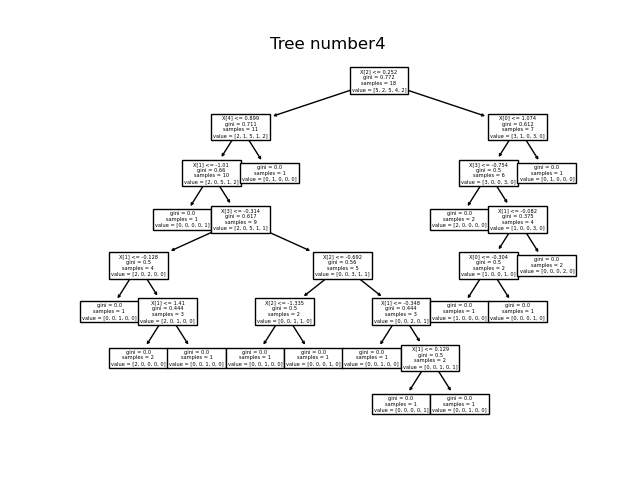 Tree number4
X[2] <= 0.252
gini = 0.772
samples = 18
value = [5, 2, 5, 4, 2]
X[4] <= 0.899
gini = 0.711
samples = 11
value = [2, 1, 5, 1, 2]
X[0] <= 1.074
gini = 0.612
samples = 7
value = [3, 1, 0, 3, 0]
X[1] <= -1.01
gini = 0.66
samples = 10
value = [2, 0, 5, 1, 2]
gini = 0.0
samples = 1
value = [0, 1, 0, 0, 0]
X[3] <= -0.754
gini = 0.5
samples = 6
value = [3, 0, 0, 3, 0]
gini = 0.0
samples = 1
value = [0, 1, 0, 0, 0]
gini = 0.0
samples = 1
value = [0, 0, 0, 0, 1]
X[3] <= -0.314
gini = 0.617
samples = 9
value = [2, 0, 5, 1, 1]
gini = 0.0
samples = 2
value = [2, 0, 0, 0, 0]
X[1] <= -0.082
gini = 0.375
samples = 4
value = [1, 0, 0, 3, 0]
X[1] <= -0.128
gini = 0.5
samples = 4
value = [2, 0, 2, 0, 0]
X[2] <= -0.692
gini = 0.56
samples = 5
value = [0, 0, 3, 1, 1]
X[0] <= -0.304
gini = 0.5
samples = 2
value = [1, 0, 0, 1, 0]
gini = 0.0
samples = 2
value = [0, 0, 0, 2, 0]
gini = 0.0
samples = 1
value = [0, 0, 1, 0, 0]
X[1] <= 1.41
gini = 0.444
samples = 3
value = [2, 0, 1, 0, 0]
X[2] <= -1.335
gini = 0.5
samples = 2
value = [0, 0, 1, 1, 0]
X[1] <= -0.348
gini = 0.444
samples = 3
value = [0, 0, 2, 0, 1]
gini = 0.0
samples = 1
value = [1, 0, 0, 0, 0]
gini = 0.0
samples = 1
value = [0, 0, 0, 1, 0]
gini = 0.0
samples = 2
value = [2, 0, 0, 0, 0]
gini = 0.0
samples = 1
value = [0, 0, 1, 0, 0]
gini = 0.0
samples = 1
value = [0, 0, 1, 0, 0]
gini = 0.0
samples = 1
value = [0, 0, 0, 1, 0]
gini = 0.0
samples = 1
value = [0, 0, 1, 0, 0]
X[1] <= 0.129
gini = 0.5
samples = 2
value = [0, 0, 1, 0, 1]
gini = 0.0
samples = 1
value = [0, 0, 0, 0, 1]
gini = 0.0
samples = 1
value = [0, 0, 1, 0, 0]